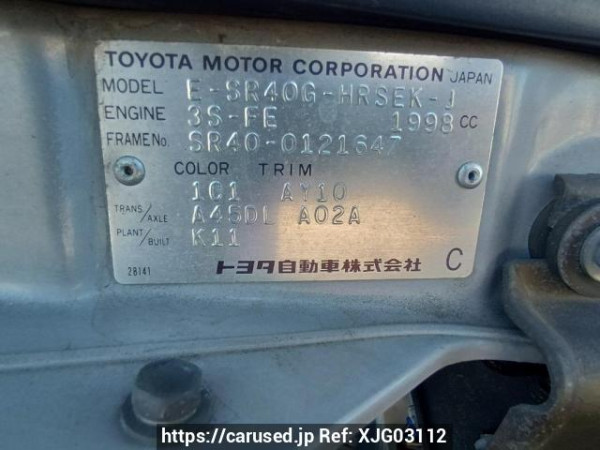 TOYOTA MOTOR CORPORATION JAPAN
MODEL E-SR40G-HRSEK-J
ENGINE 3S-FE 1998 CC
FRAME No. SR40-0121647
COLOR TRIM
1C1 AY10
TRANS./AXLE A45DL A02A
PLANT/BUILT K11
28141 トヨタ自動車株式会社 C
https://carused.jp Ref: XJG03112